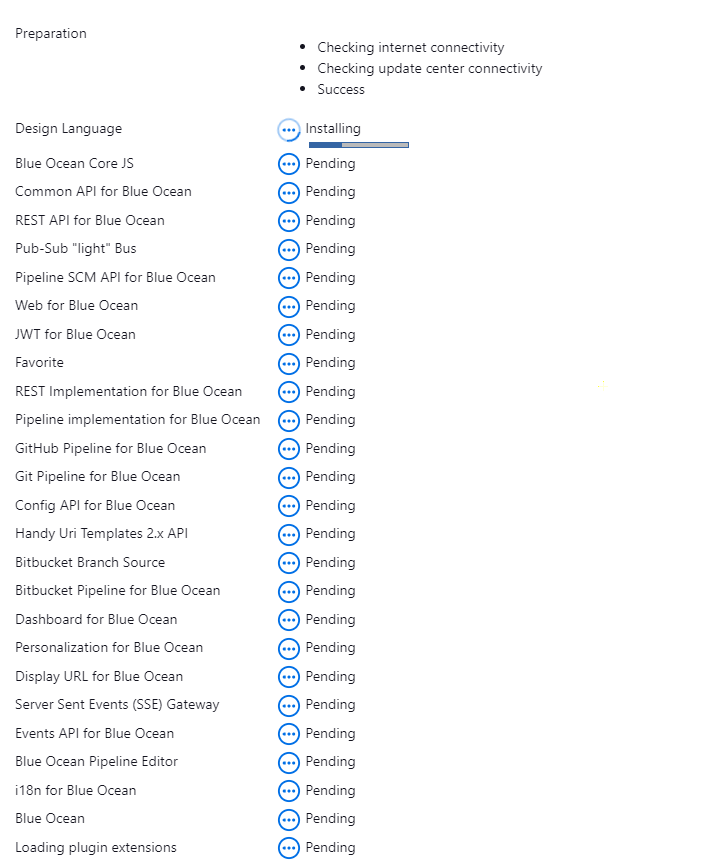 Preparation
Checking internet connectivity
Checking update center connectivity
Success
Design Language Installing
Blue Ocean Core JS Pending
Common API for Blue Ocean Pending
REST API for Blue Ocean Pending
Pub-Sub "light" Bus Pending
Pipeline SCM API for Blue Ocean Pending
Web for Blue Ocean Pending
JWT for Blue Ocean Pending
Favorite Pending
REST Implementation for Blue Ocean Pending
Pipeline implementation for Blue Ocean Pending
GitHub Pipeline for Blue Ocean Pending
Git Pipeline for Blue Ocean Pending
Config API for Blue Ocean Pending
Handy Uri Templates 2.x API Pending
Bitbucket Branch Source Pending
Bitbucket Pipeline for Blue Ocean Pending
Dashboard for Blue Ocean Pending
Personalization for Blue Ocean Pending
Display URL for Blue Ocean Pending
Server Sent Events (SSE) Gateway Pending
Events API for Blue Ocean Pending
Blue Ocean Pipeline Editor Pending
i18n for Blue Ocean Pending
Blue Ocean Pending
Loading plugin extensions Pending